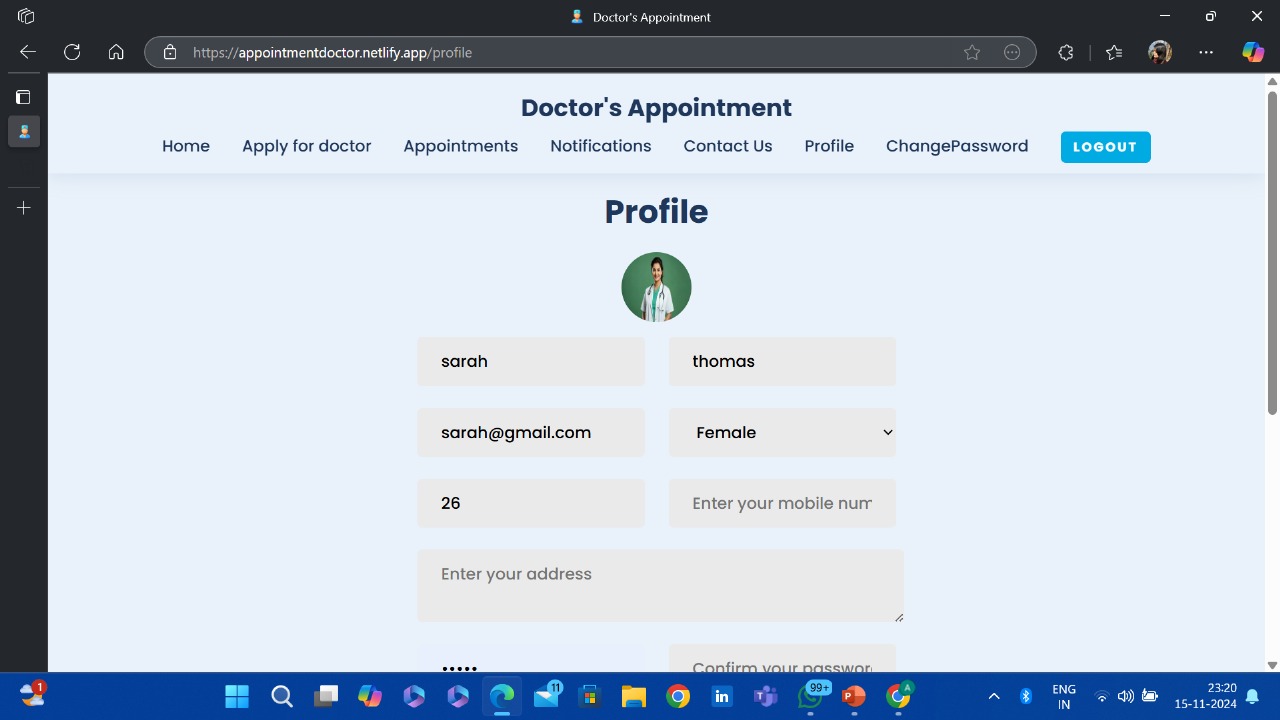 Doctor's Appointment
https://appointmentdoctor.netlify.app/profile
Doctor's Appointment
Home Apply for doctor Appointments Notifications Contact Us Profile ChangePassword LOGOUT
Profile
sarah thomas
sarah@gmail.com Female
26 Enter your mobile num
Enter your address
••••• Confirm your passwor
1 11 99+ A ENG 23:20
IN 15-11-2024